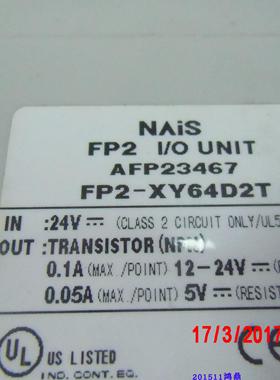 NAiS
FP2 I/O UNIT
AFP23467
FP2-XY64D2T
IN :24V ⎓ (CLASS 2 CIRCUIT ONLY/UL5
OUT :TRANSISTOR(NPN)
0.1A (MAX./POINT) 12-24V ⎓ (R
0.05A (MAX./POINT) 5V ⎓ (RESIST
UL US LISTED
IND. CONT. EQ.
17/3/2017
201511鸿鼎